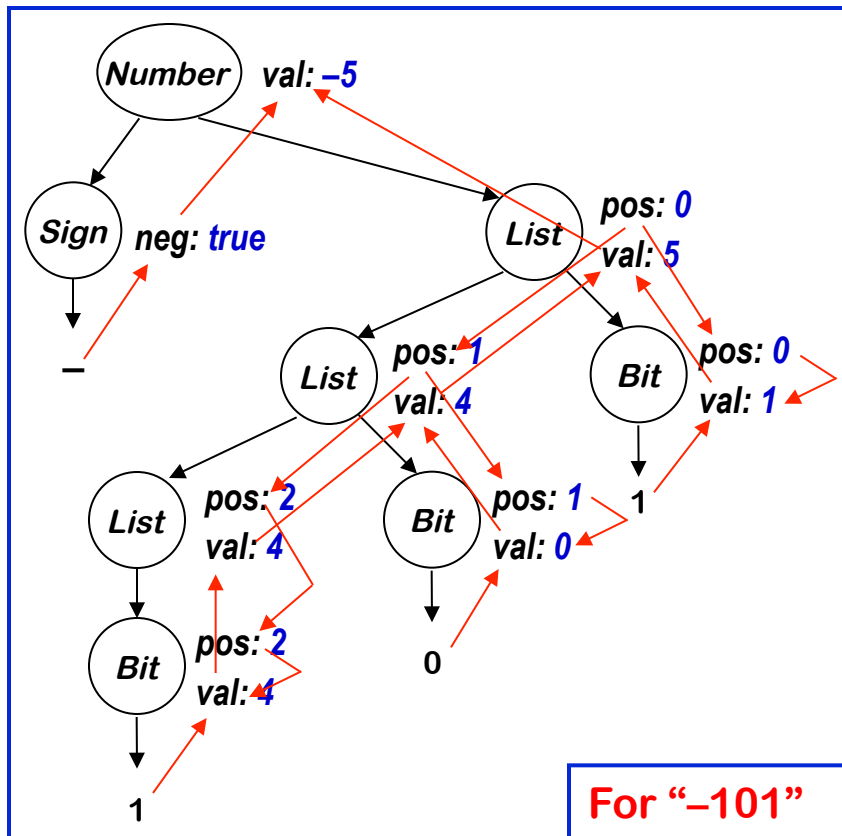 Number val: –5
Sign neg: true
List pos: 0
val: 5
–
List pos: 1
val: 4
Bit pos: 0
val: 1
List pos: 2
val: 4
Bit pos: 1
val: 0
1
Bit pos: 2
val: 4
0
1
For “–101”